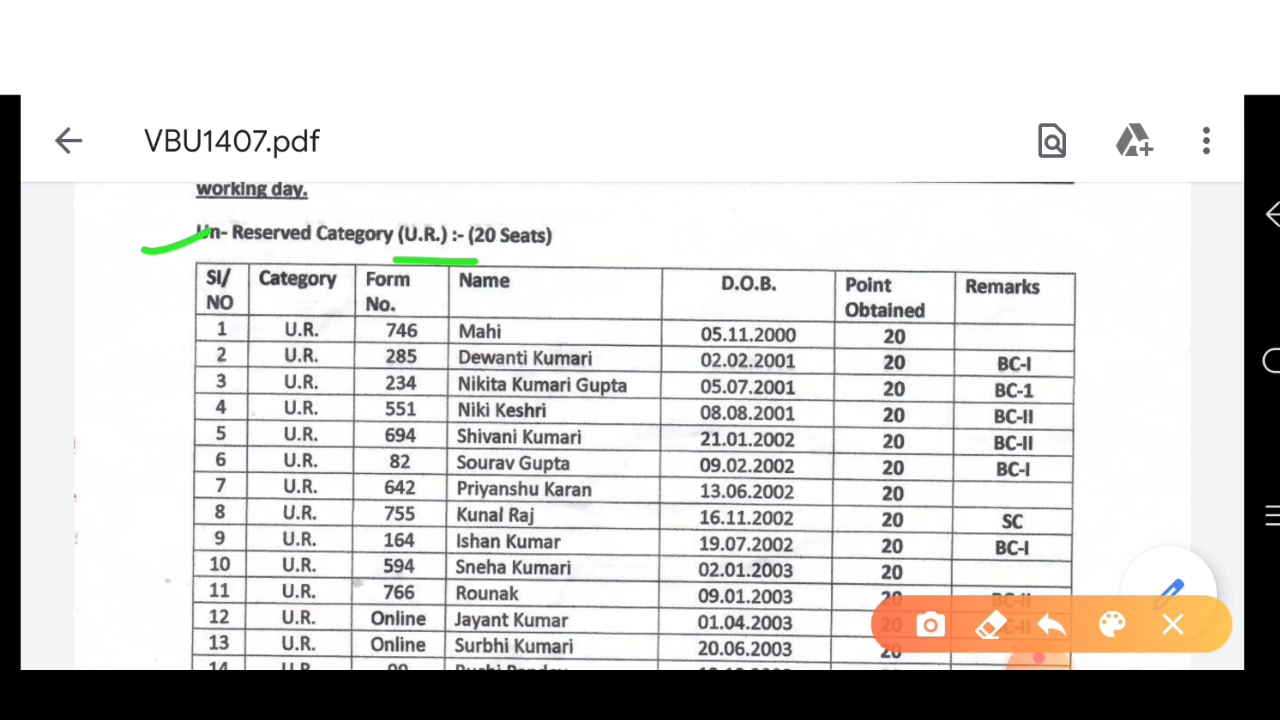 VBU1407.pdf
working day.
Un- Reserved Category (U.R.) :- (20 Seats)
Sl/ NO Category Form No. Name D.O.B. Point Obtained Remarks
1 U.R. 746 Mahi 05.11.2000 20
2 U.R. 285 Dewanti Kumari 02.02.2001 20 BC-I
3 U.R. 234 Nikita Kumari Gupta 05.07.2001 20 BC-1
4 U.R. 551 Niki Keshri 08.08.2001 20 BC-II
5 U.R. 694 Shivani Kumari 21.01.2002 20 BC-II
6 U.R. 82 Sourav Gupta 09.02.2002 20 BC-I
7 U.R. 642 Priyanshu Karan 13.06.2002 20
8 U.R. 755 Kunal Raj 16.11.2002 20 SC
9 U.R. 164 Ishan Kumar 19.07.2002 20 BC-I
10 U.R. 594 Sneha Kumari 02.01.2003 20
11 U.R. 766 Rounak 09.01.2003 20 BC-II
12 U.R. Online Jayant Kumar 01.04.2003 20
13 U.R. Online Surbhi Kumari 20.06.2003 20
14 U.R.